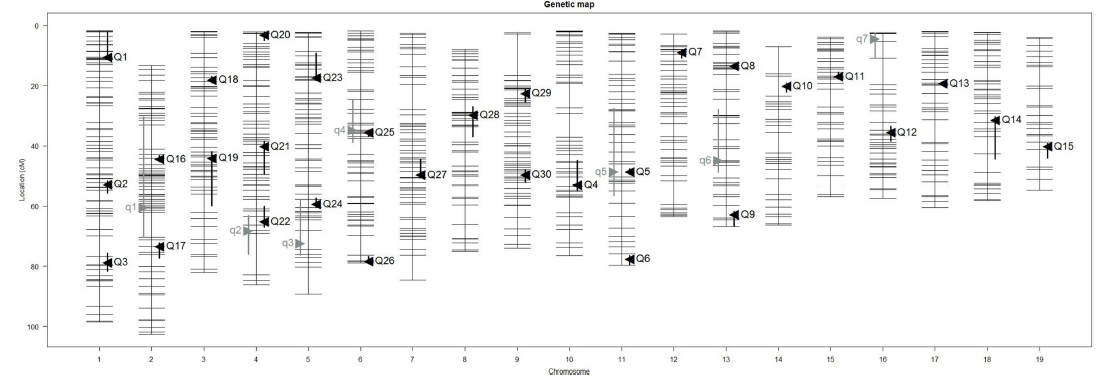 Genetic map
0
q7
Q20
Q7
Q1
Q8
Q11
Q18
Q23
Q13
Q10
20
Q29
Q28
Q14
q4
Q25
Q12
40
Q21
Q15
Q16
Q19
q6
q5
Q5
Q27
Q30
Q2
Q4
Q24
q1
Q9
60
Q22
q2
q3
Q17
Q6
Q3
Q26
80
100
Location (cM)
1 2 3 4 5 6 7 8 9 10 11 12 13 14 15 16 17 18 19
Chromosome